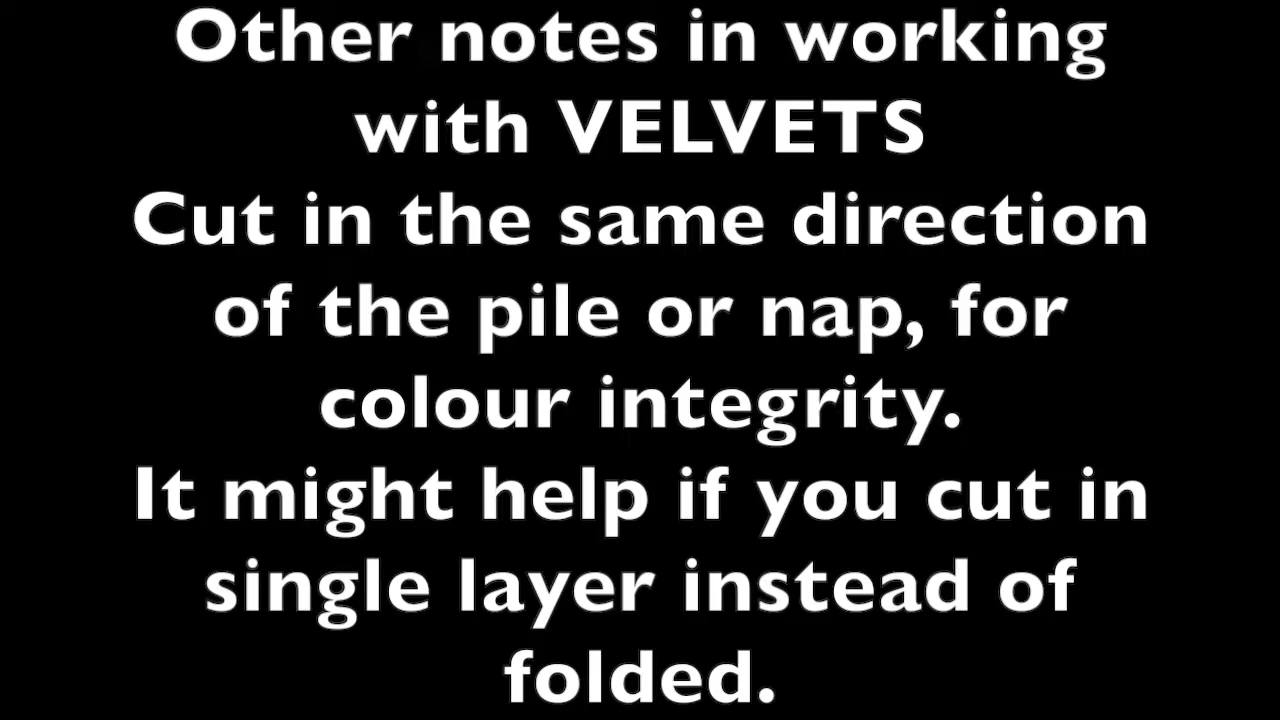 Other notes in working
with VELVETS
Cut in the same direction
of the pile or nap, for
colour integrity.
It might help if you cut in
single layer instead of
folded.